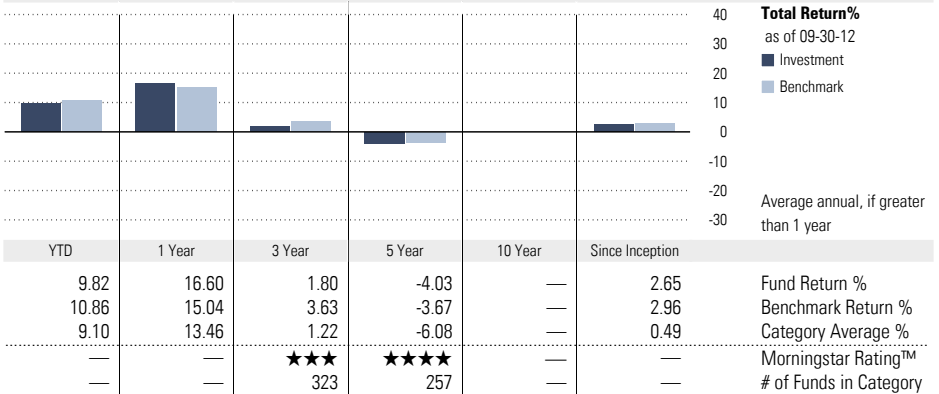 40
30
20
10
0
-10
-20
-30
Total Return%
as of 09-30-12
Investment
Benchmark
Average annual, if greater
than 1 year
YTD 1 Year 3 Year 5 Year 10 Year Since Inception
9.82 16.60 1.80 -4.03 — 2.65 Fund Return %
10.86 15.04 3.63 -3.67 — 2.96 Benchmark Return %
9.10 13.46 1.22 -6.08 — 0.49 Category Average %
— — ★★★ ★★★★ — — Morningstar Rating™
— — 323 257 — — # of Funds in Category